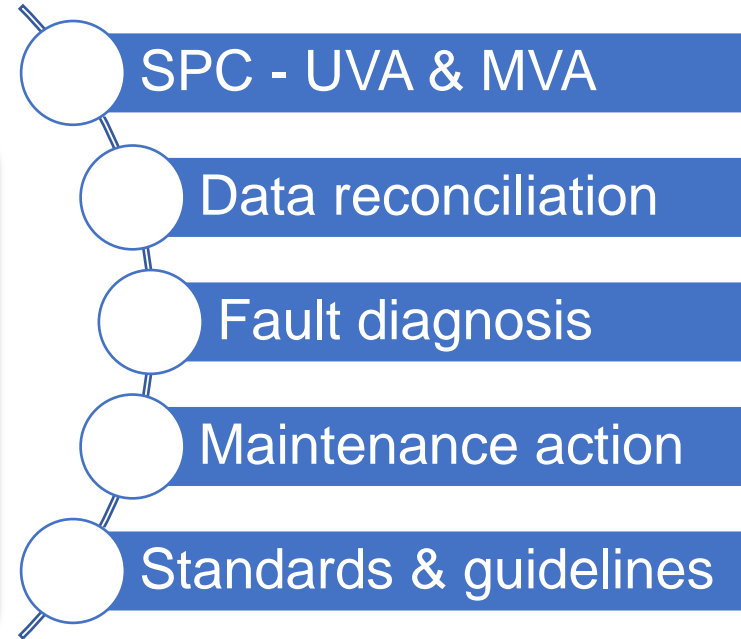 SPC - UVA & MVA
Data reconciliation
Fault diagnosis
Maintenance action
Standards & guidelines